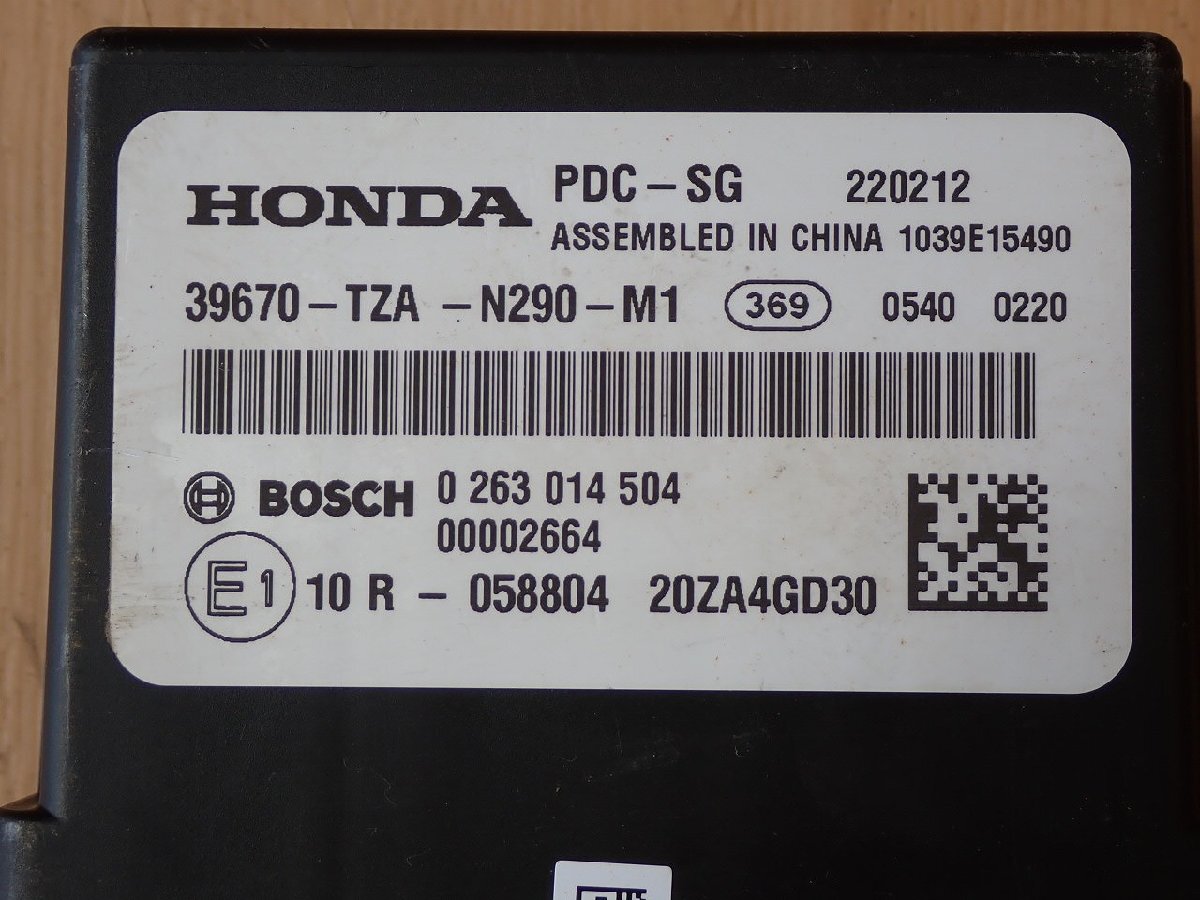 HONDA PDC-SG 220212
ASSEMBLED IN CHINA 1039E15490
39670-TZA -N290-M1 369 0540 0220
BOSCH 0 263 014 504
00002664
E1 10 R - 058804 20ZA4GD30